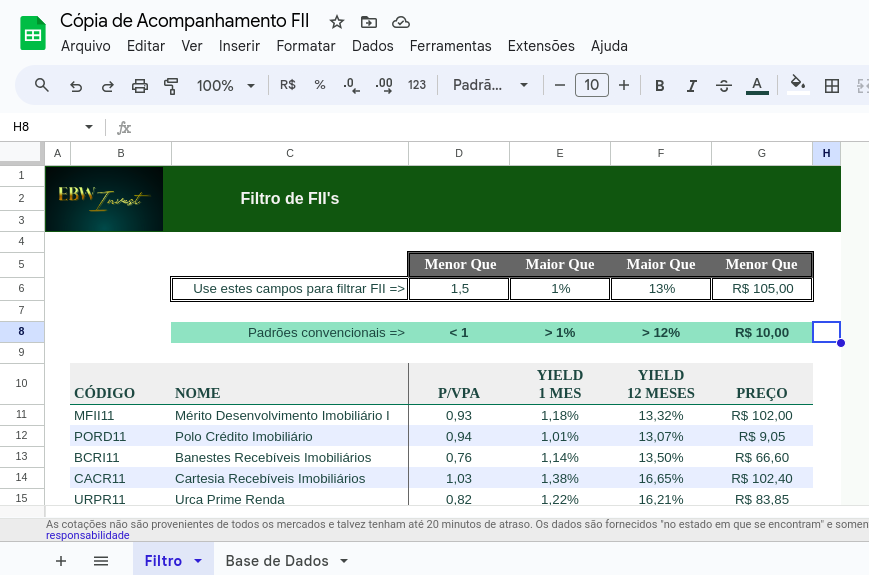 Cópia de Acompanhamento FII
Arquivo Editar Ver Inserir Formatar Dados Ferramentas Extensões Ajuda
100% R$ % .0 .00 123 Padrã... 10 B I A
H8 fx
A B C D E F G H
1
2 EBW Invest Filtro de FII's
3
4
5 Menor Que Maior Que Maior Que Menor Que
6 Use estes campos para filtrar FII => 1,5 1% 13% R$ 105,00
7
8 Padrões convencionais => < 1 > 1% > 12% R$ 10,00
9
YIELD YIELD
10 CÓDIGO NOME P/VPA 1 MES 12 MESES PREÇO
11 MFII11 Mérito Desenvolvimento Imobiliário I 0,93 1,18% 13,32% R$ 102,00
12 PORD11 Polo Crédito Imobiliário 0,94 1,01% 13,07% R$ 9,05
13 BCRI11 Banestes Recebíveis Imobiliários 0,76 1,14% 13,50% R$ 66,60
14 CACR11 Cartesia Recebíveis Imobiliários 1,03 1,38% 16,65% R$ 102,40
15 URPR11 Urca Prime Renda 0,82 1,22% 16,21% R$ 83,85
As cotações não são provenientes de todos os mercados e talvez tenham até 20 minutos de atraso. Os dados são fornecidos "no estado em que se encontram" e somen
responsabilidade
Filtro Base de Dados